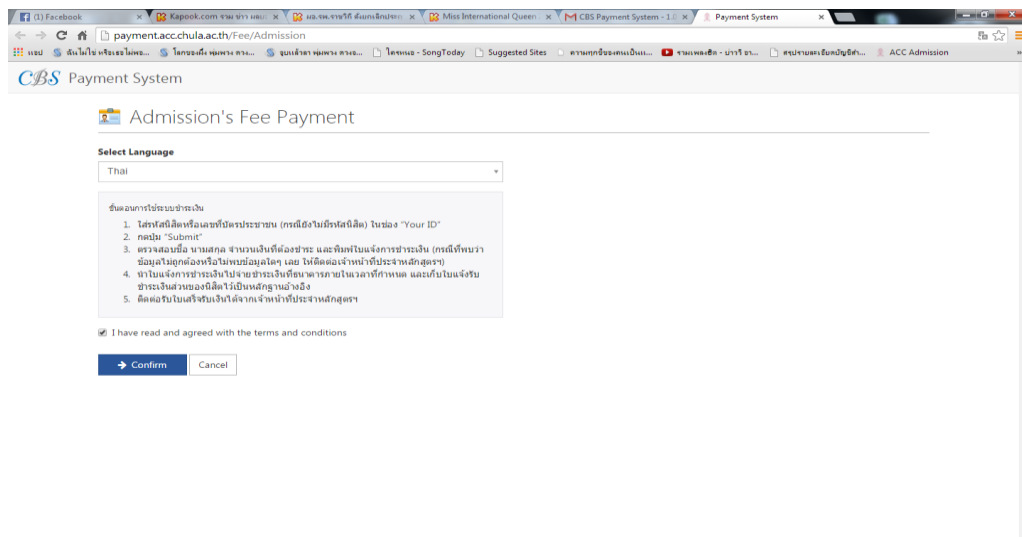 (1) Facebook
Kapook.com รวม ข่าว
Miss International Queen
CBS Payment System - 1.0
Payment System
payment.acc.chula.ac.th/Fee/Admission
แอป
ใครหนอ - SongToday
Suggested Sites
ACC Admission
CBS Payment System
Admission's Fee Payment
Select Language
Thai
ขั้นตอนการใช้ระบบชำระเงิน
1. ใส่รหัสนิสิตหรือเลขที่บัตรประชาชน (กรณียังไม่มีรหัสนิสิต) ในช่อง "Your ID"
2. กดปุ่ม "Submit"
3. ตรวจสอบชื่อ นามสกุล จำนวนเงินที่ต้องชำระ และพิมพ์ใบแจ้งการชำระเงิน (กรณีที่พบว่า
ข้อมูลไม่ถูกต้องหรือไม่พบข้อมูลใดๆ เลย ให้ติดต่อเจ้าหน้าที่ประจำหลักสูตรฯ)
4. นำใบแจ้งการชำระเงินไปจ่ายชำระเงินที่ธนาคารภายในเวลาที่กำหนด และเก็บใบแจ้งรับ
ชำระเงินส่วนของนิสิตไว้เป็นหลักฐานอ้างอิง
5. ติดต่อรับใบเสร็จรับเงินได้จากเจ้าหน้าที่ประจำหลักสูตรฯ
I have read and agreed with the terms and conditions
Confirm
Cancel